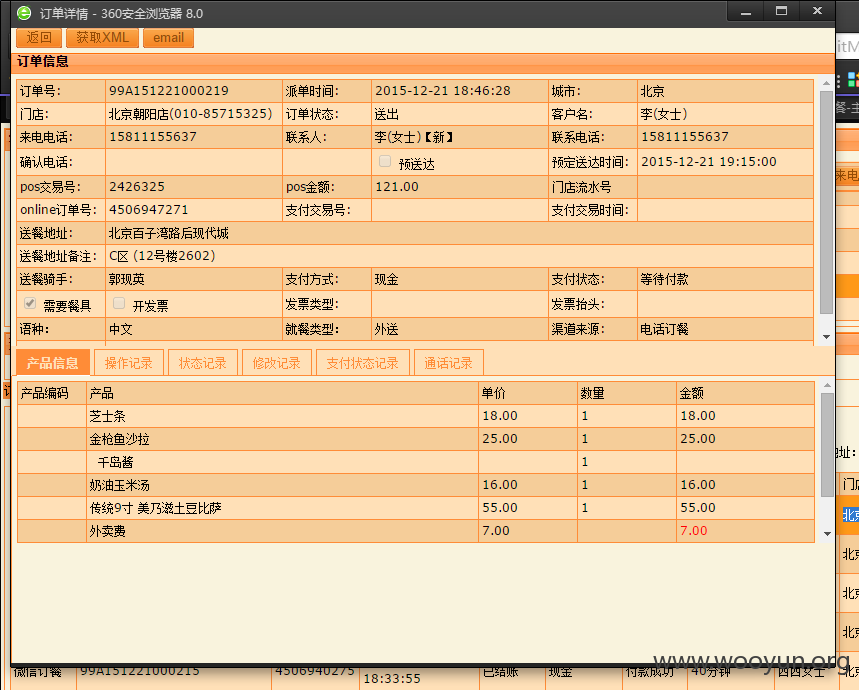 订单详情 - 360安全浏览器 8.0
返回 获取XML email
订单信息
订单号: 99A151221000219 派单时间: 2015-12-21 18:46:28 城市: 北京
门店: 北京朝阳店(010-85715325) 订单状态: 送出 客户名: 李(女士)
来电电话: 15811155637 联系人: 李(女士)【新】 联系电话: 15811155637
确认电话: 预送达 预定送达时间: 2015-12-21 19:15:00
pos交易号: 2426325 pos金额: 121.00 门店流水号
online订单号: 4506947271 支付交易号: 支付交易时间:
送餐地址: 北京百子湾路后现代城
送餐地址备注: C区 (12号楼2602)
送餐骑手: 郭现英 支付方式: 现金 支付状态: 等待付款
需要餐具 开发票 发票类型: 发票抬头:
语种: 中文 就餐类型: 外送 渠道来源: 电话订餐
产品信息 操作记录 状态记录 修改记录 支付状态记录 通话记录
产品编码 产品 单价 数量 金额
芝士条 18.00 1 18.00
金枪鱼沙拉 25.00 1 25.00
千岛酱 1
奶油玉米汤 16.00 1 16.00
传统9寸 美乃滋土豆比萨 55.00 1 55.00
外卖费 7.00 7.00
微信订餐 99A151221000215 4506940275 18:33:55 已结账 现金 付款成功 40分钟 西西女士 北京
www.wooyun.org